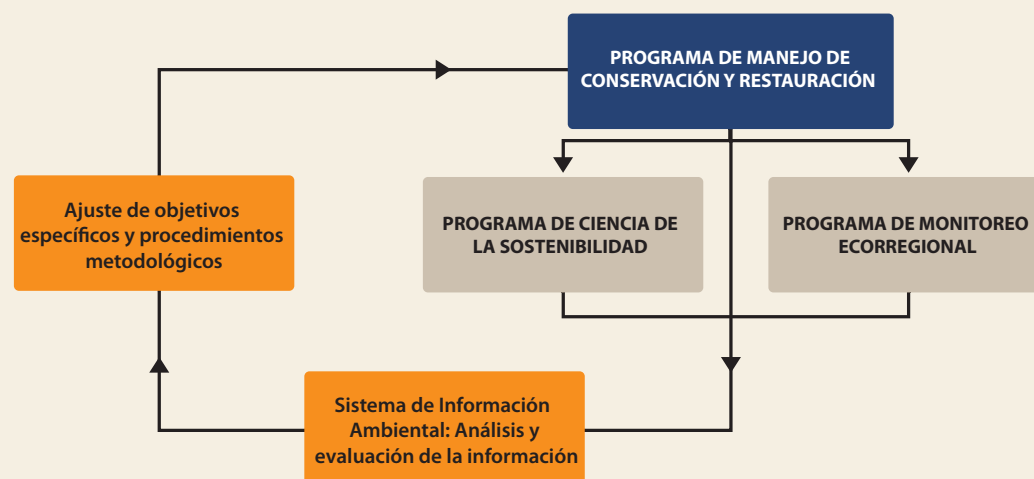 PROGRAMA DE MANEJO DE
CONSERVACIÓN Y RESTAURACIÓN
Ajuste de objetivos
específicos y procedimientos
metodológicos
PROGRAMA DE CIENCIA DE
LA SOSTENIBILIDAD
PROGRAMA DE MONITOREO
ECORREGIONAL
Sistema de Información
Ambiental: Análisis y
evaluación de la información